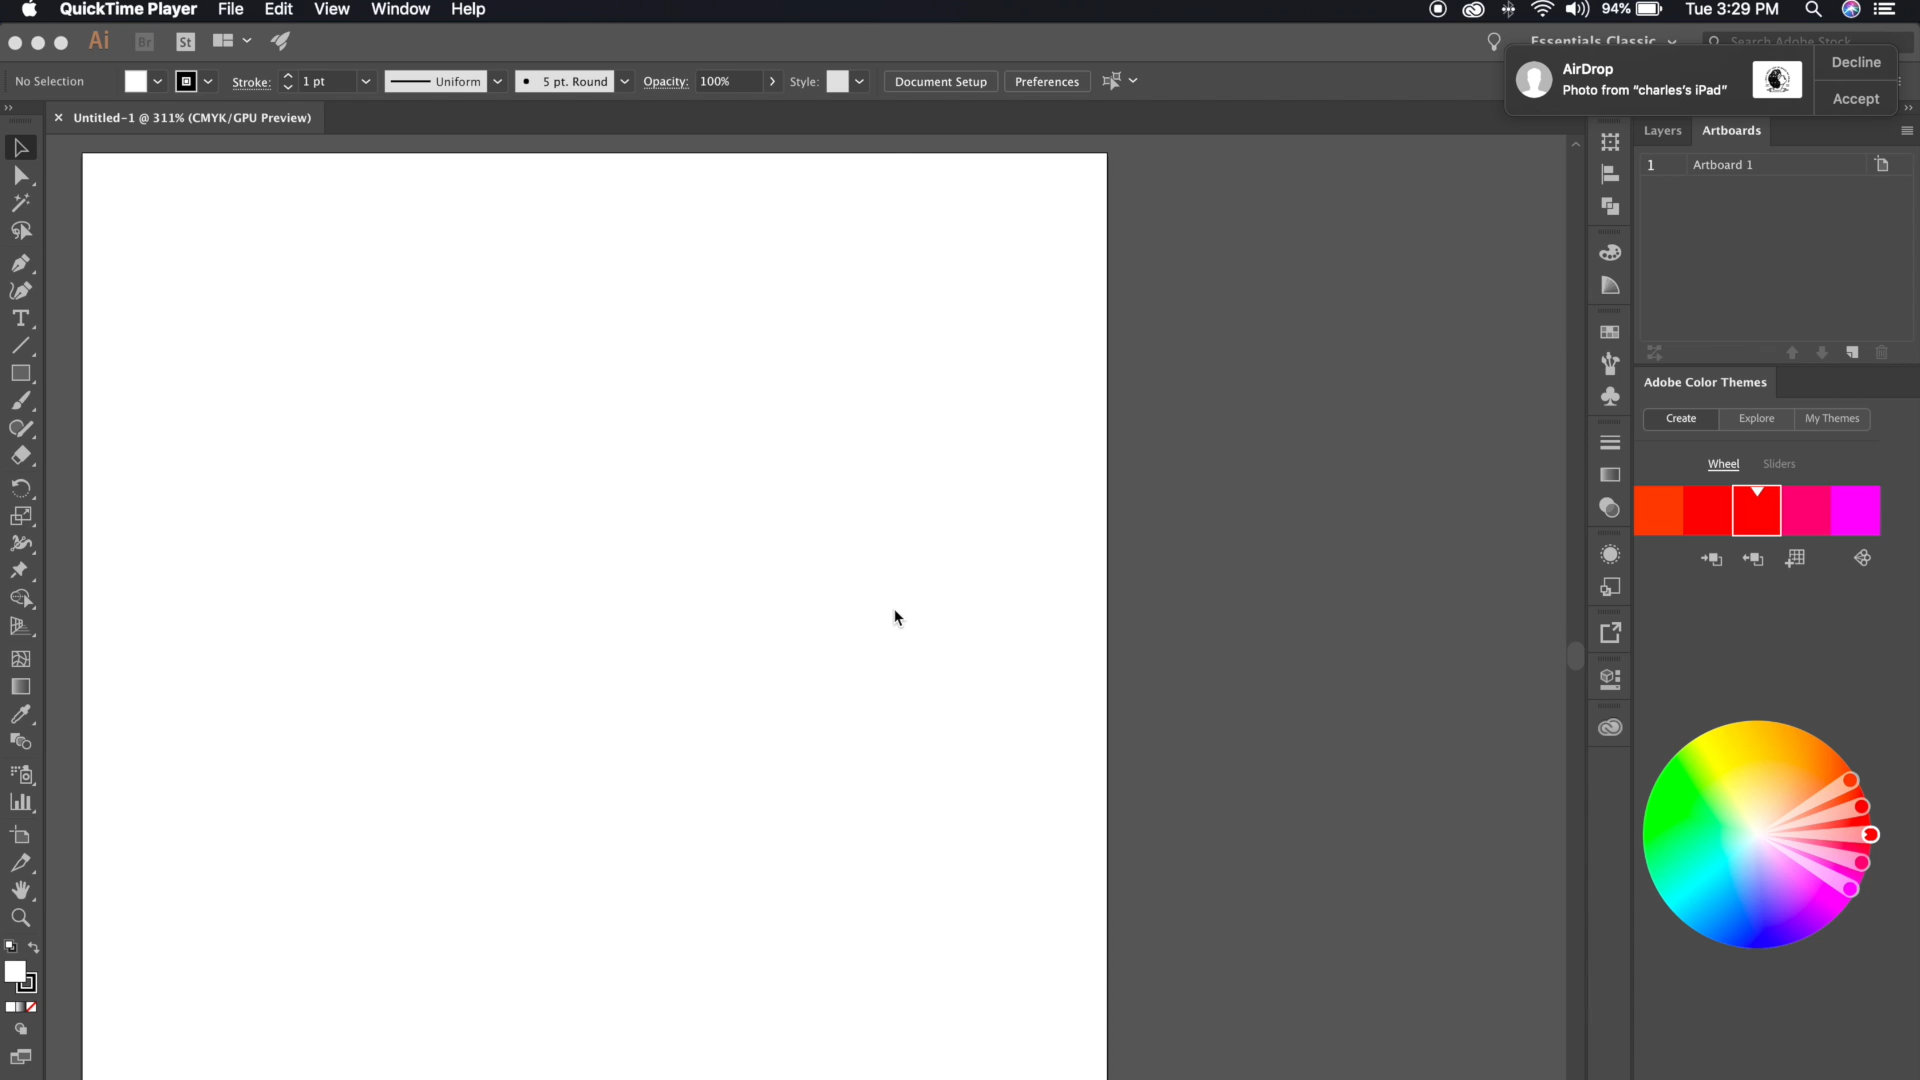 QuickTime Player File Edit View Window Help 94% Tue 3:29 PM
Ai Br St Essentials Classic Search Adobe Stock
AirDrop
Photo from “charles’s iPad”
Decline
Accept
No Selection Stroke: 1 pt Uniform 5 pt. Round Opacity: 100% Style: Document Setup Preferences
Untitled-1 @ 311% (CMYK/GPU Preview)
Layers Artboards
1 Artboard 1
Adobe Color Themes
Create Explore My Themes
Wheel Sliders